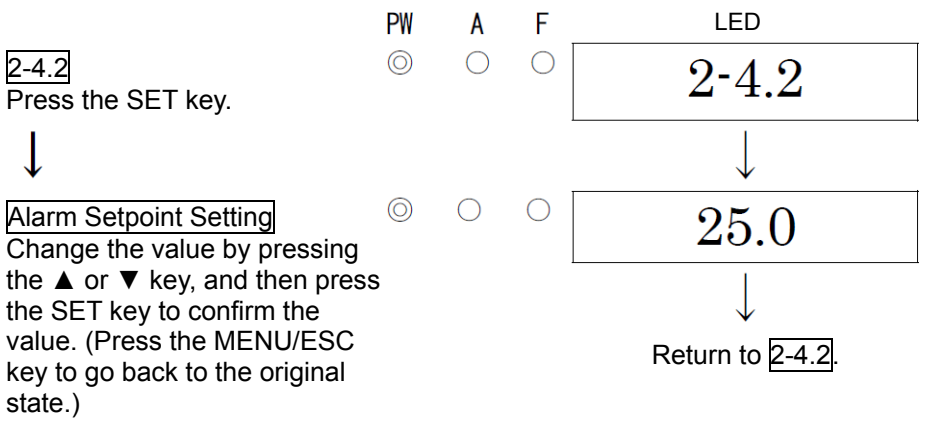 PW A F LED
2-4.2 ◎ ○ ○ 2-4.2
Press the SET key.
↓ ↓
Alarm Setpoint Setting ◎ ○ ○ 25.0
Change the value by pressing
the ▲ or ▼ key, and then press
the SET key to confirm the
value. (Press the MENU/ESC
key to go back to the original
state.)
↓
Return to 2-4.2.